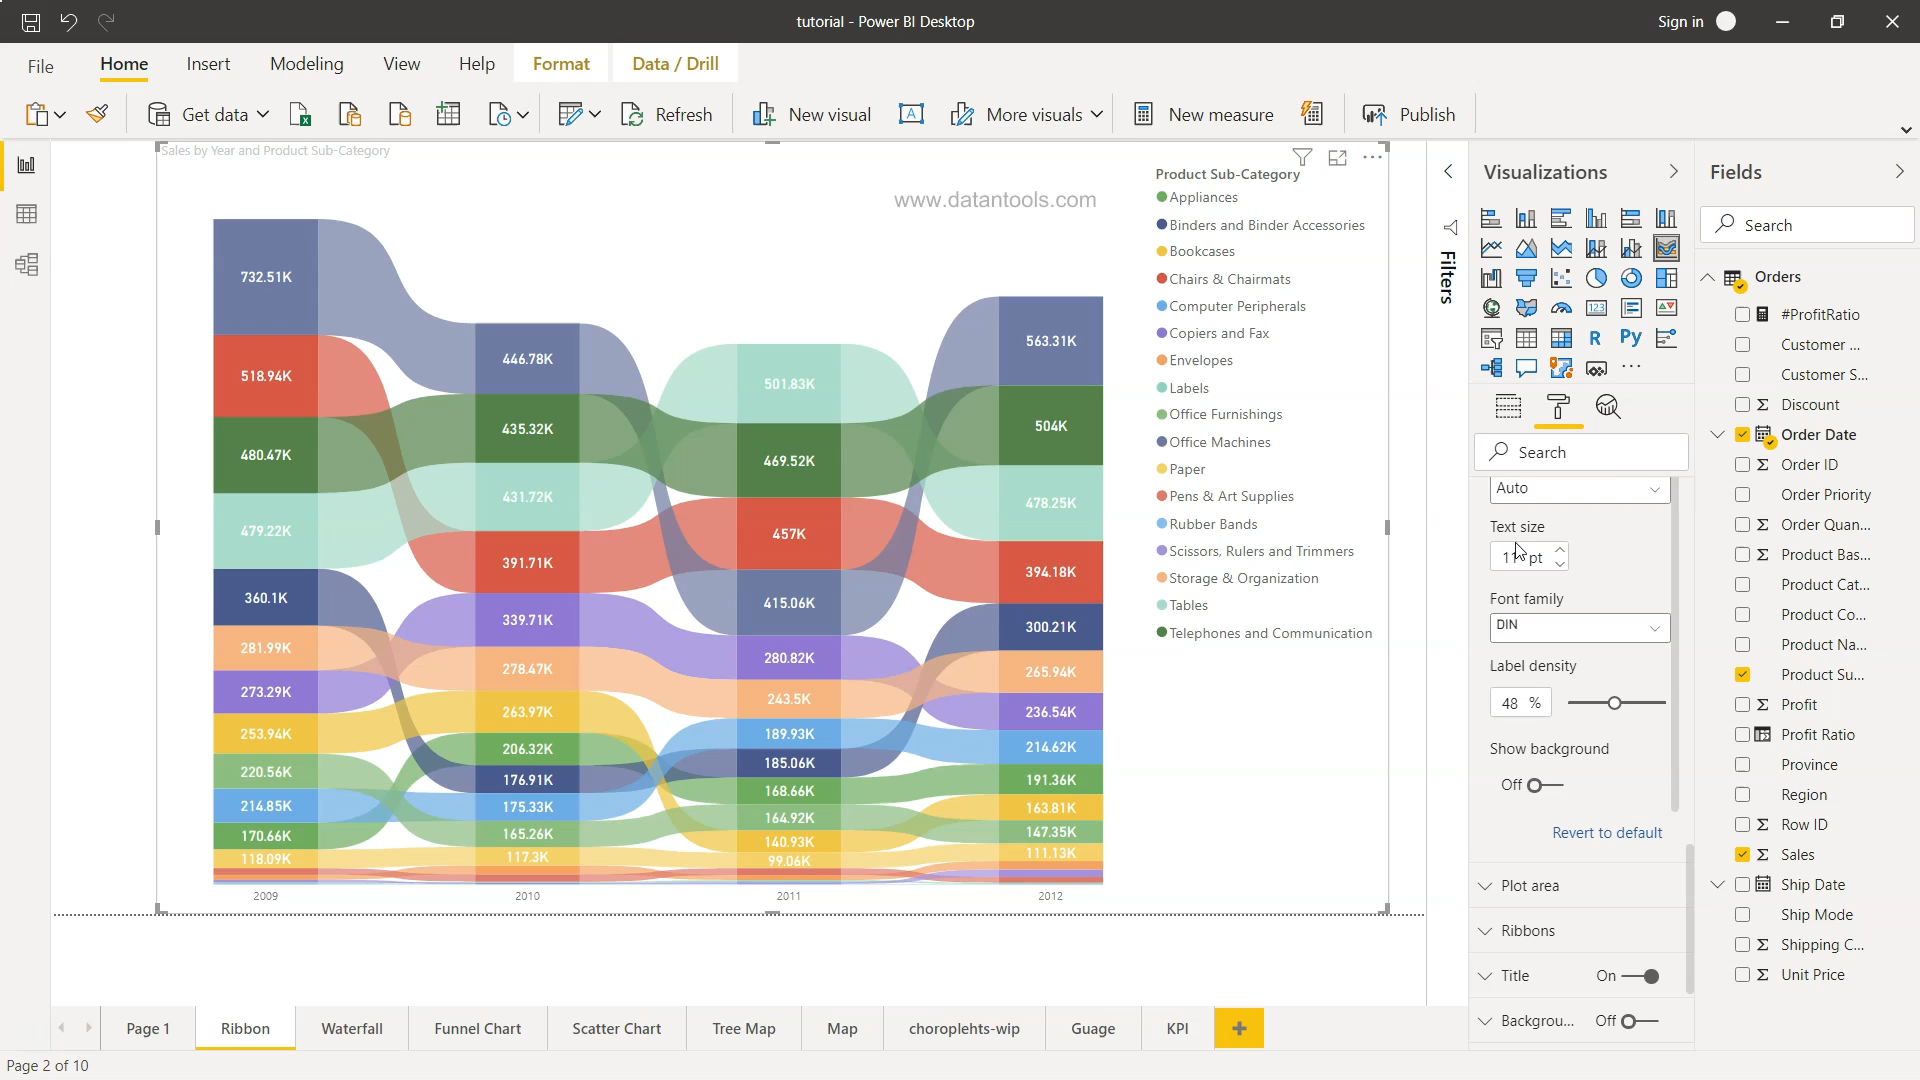 tutorial - Power BI Desktop
Sign in
File
Home
Insert
Modeling
View
Help
Format
Data / Drill
Get data
Refresh
New visual
More visuals
New measure
Publish
Sales by Year and Product Sub-Category
www.datantools.com
732.51K
518.94K
480.47K
479.22K
360.1K
281.99K
273.29K
253.94K
220.56K
214.85K
170.66K
118.09K
2009
446.78K
435.32K
431.72K
391.71K
339.71K
278.47K
263.97K
206.32K
176.91K
175.33K
165.26K
117.3K
2010
501.83K
469.52K
457K
415.06K
280.82K
243.5K
189.93K
185.06K
168.66K
164.92K
140.93K
99.06K
2011
563.31K
504K
478.25K
394.18K
300.21K
265.94K
236.54K
214.62K
191.36K
163.81K
147.35K
111.13K
2012
Product Sub-Category
Appliances
Binders and Binder Accessories
Bookcases
Chairs & Chairmats
Computer Peripherals
Copiers and Fax
Envelopes
Labels
Office Furnishings
Office Machines
Paper
Pens & Art Supplies
Rubber Bands
Scissors, Rulers and Trimmers
Storage & Organization
Tables
Telephones and Communication
Filters
Visualizations
R
Py
123
Search
Auto
Text size
pt
Font family
DIN
Label density
48 %
Show background
Off
Revert to default
Plot area
Ribbons
Title
On
Backgrou...
Off
Fields
Search
Orders
#ProfitRatio
Customer ...
Customer S...
Discount
Order Date
Order ID
Order Priority
Order Quan...
Product Bas...
Product Cat...
Product Co...
Product Na...
Product Su...
Profit
Profit Ratio
Province
Region
Row ID
Sales
Ship Date
Ship Mode
Shipping C...
Unit Price
Page 1
Ribbon
Waterfall
Funnel Chart
Scatter Chart
Tree Map
Map
choroplehts-wip
Guage
KPI
Page 2 of 10